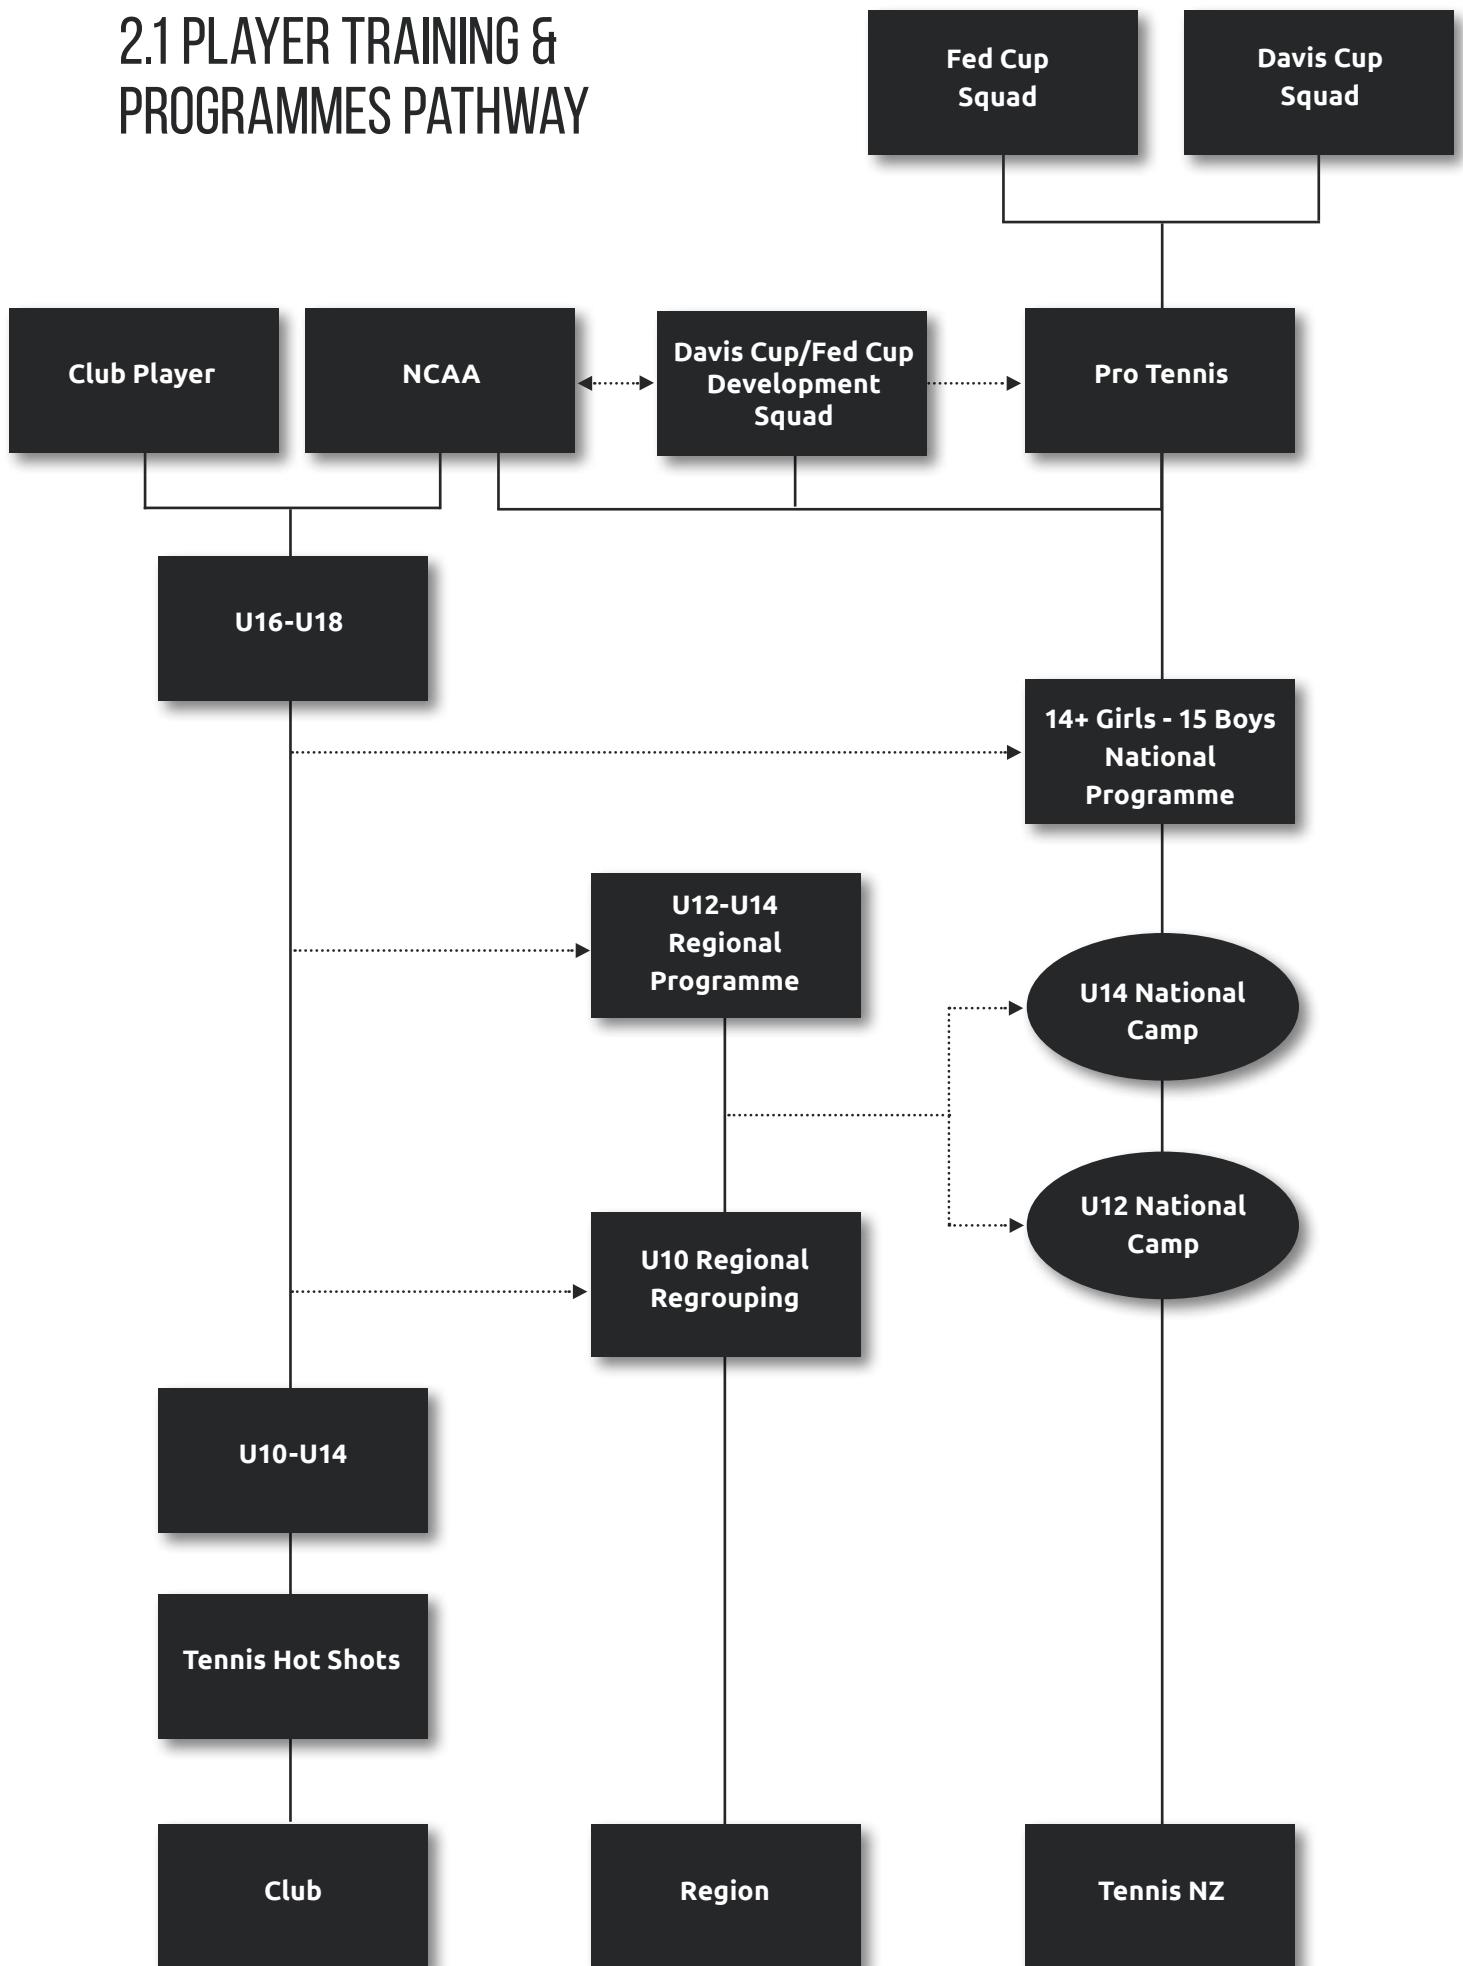 2.1 PLAYER TRAINING &
PROGRAMMES PATHWAY
Fed Cup
Squad
Davis Cup
Squad
Club Player
NCAA
Davis Cup/Fed Cup
Development
Squad
Pro Tennis
U16-U18
14+ Girls - 15 Boys
National
Programme
U12-U14
Regional
Programme
U14 National
Camp
U12 National
Camp
U10 Regional
Regrouping
U10-U14
Tennis Hot Shots
Club
Region
Tennis NZ